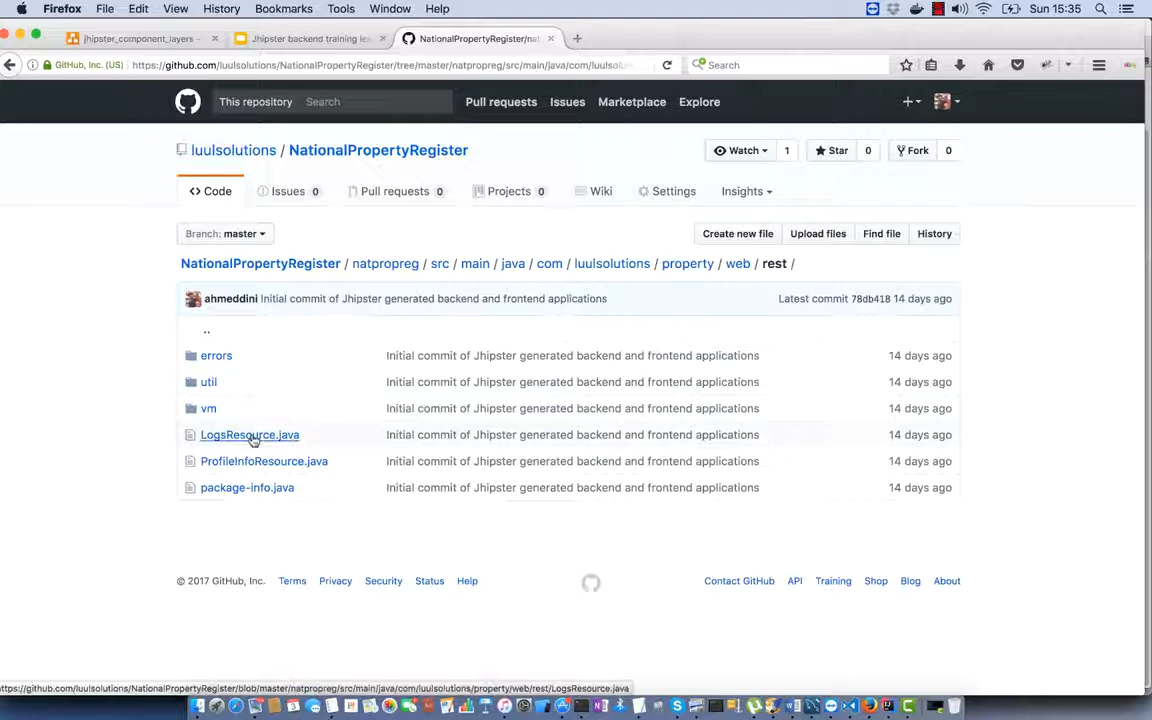 Firefox File Edit View History Bookmarks Tools Window Help Sun 15:35
jhipster_component_layers – Jhipster backend training le NationalPropertyRegister/nat
GitHub, Inc. (US) https://github.com/luulsolutions/NationalPropertyRegister/tree/master/natpropreg/src/main/java/com/luulsolu Search
This repository Search Pull requests Issues Marketplace Explore
luulsolutions / NationalPropertyRegister Watch 1 Star 0 Fork 0
<> Code Issues 0 Pull requests 0 Projects 0 Wiki Settings Insights
Branch: master Create new file Upload files Find file History
NationalPropertyRegister / natpropreg / src / main / java / com / luulsolutions / property / web / rest /
ahmeddini Initial commit of Jhipster generated backend and frontend applications Latest commit 78db418 14 days ago
..
errors Initial commit of Jhipster generated backend and frontend applications 14 days ago
util Initial commit of Jhipster generated backend and frontend applications 14 days ago
vm Initial commit of Jhipster generated backend and frontend applications 14 days ago
LogsResource.java Initial commit of Jhipster generated backend and frontend applications 14 days ago
ProfileInfoResource.java Initial commit of Jhipster generated backend and frontend applications 14 days ago
package-info.java Initial commit of Jhipster generated backend and frontend applications 14 days ago
© 2017 GitHub, Inc. Terms Privacy Security Status Help Contact GitHub API Training Shop Blog About
https://github.com/luulsolutions/NationalPropertyRegister/blob/master/natpropreg/src/main/java/com/luulsolutions/property/web/rest/LogsResource.java